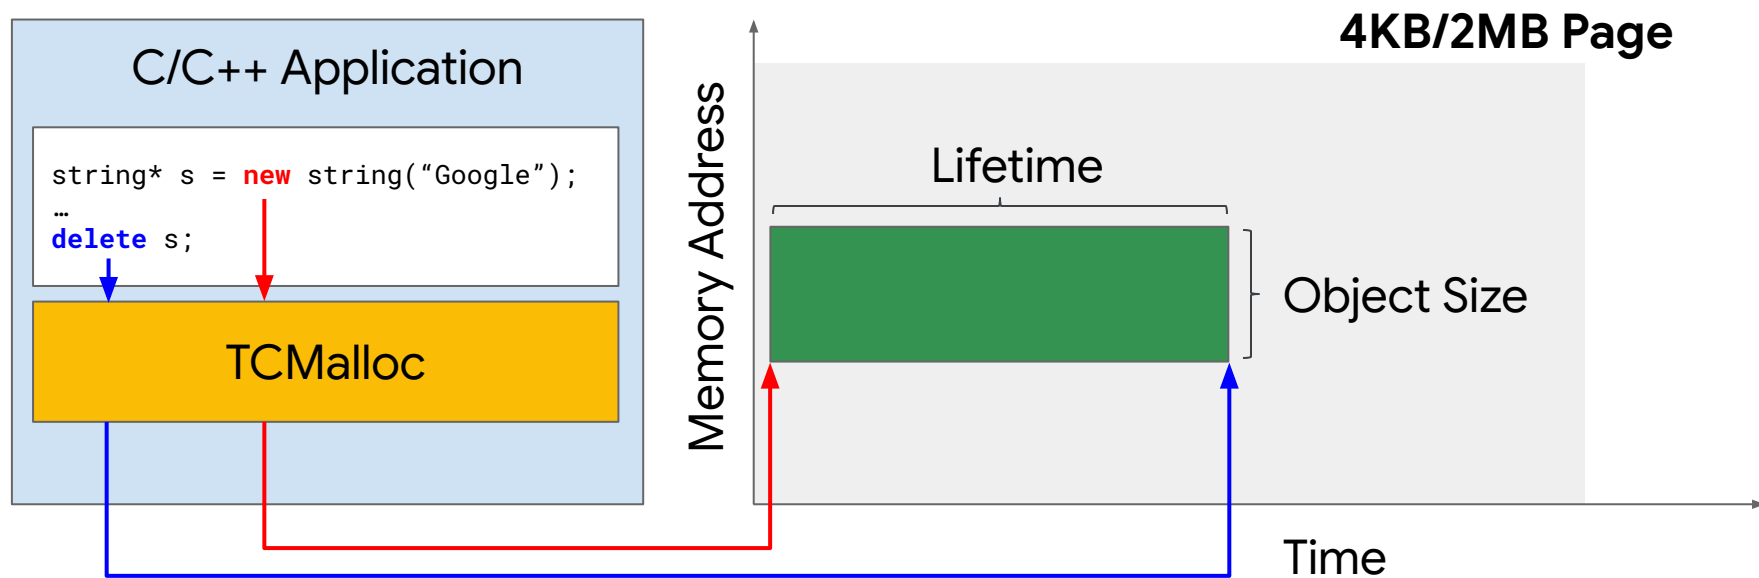 C/C++ Application
string* s = new string(“Google”);
…
delete s;
TCMalloc
4KB/2MB Page
Memory Address
Lifetime
Object Size
Time